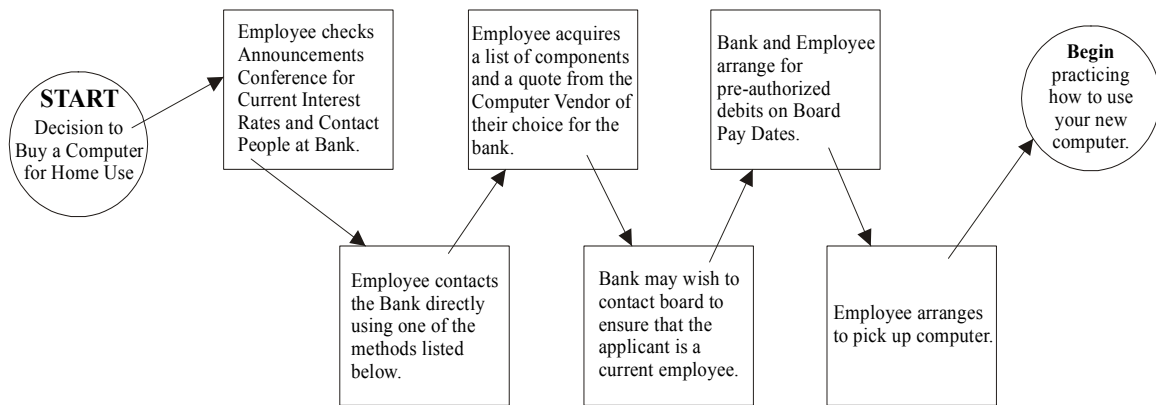 START
Decision to
Buy a Computer
for Home Use
Employee checks
Announcements
Conference for
Current Interest
Rates and Contact
People at Bank.
Employee contacts
the Bank directly
using one of the
methods listed
below.
Employee acquires
a list of components
and a quote from the
Computer Vendor of
their choice for the
bank.
Bank may wish to
contact board to
ensure that the
applicant is a
current employee.
Bank and Employee
arrange for
pre-authorized
debits on Board
Pay Dates.
Employee arranges
to pick up computer.
Begin
practicing
how to use
your new
computer.